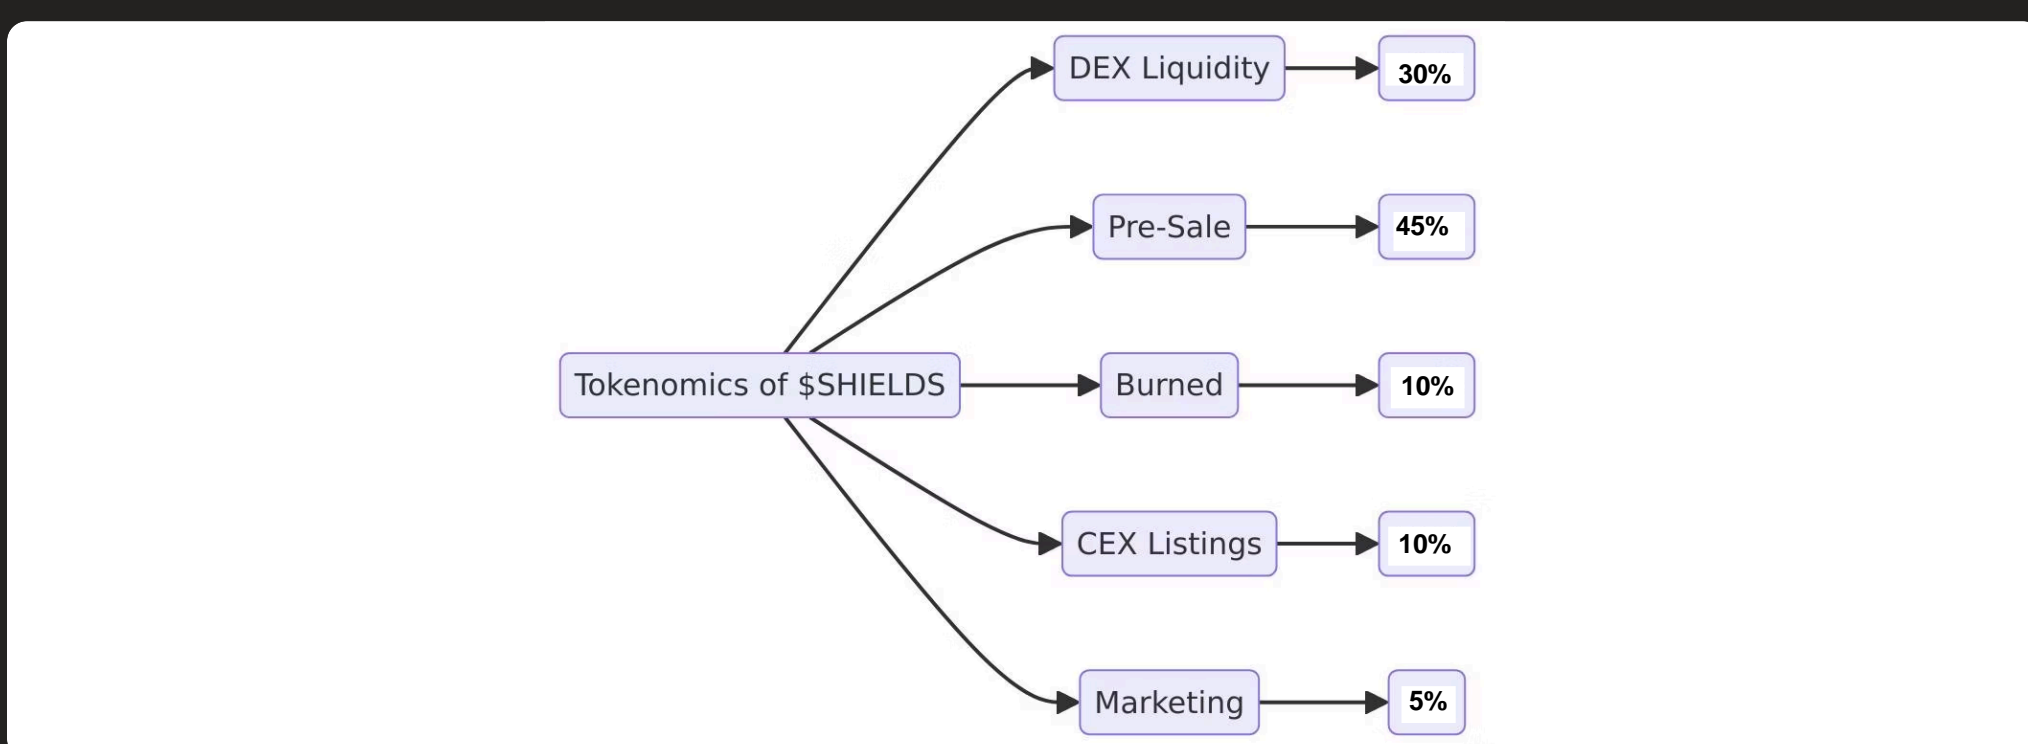 DEX Liquidity
30%
Pre-Sale
45%
Tokenomics of $SHIELDS
Burned
10%
CEX Listings
10%
Marketing
5%